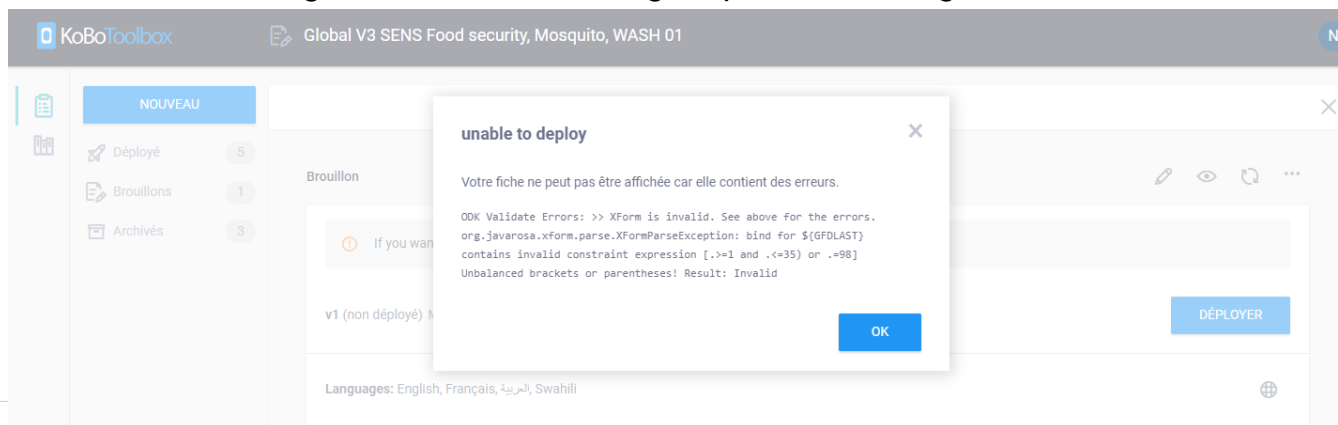 KoBoToolbox
Global V3 SENS Food security, Mosquito, WASH 01
N
NOUVEAU
Déployé 5
Brouillons 1
Archivés 3
Brouillon
unable to deploy
Votre fiche ne peut pas être affichée car elle contient des erreurs.
ODK Validate Errors: >> XForm is invalid. See above for the errors.
org.javarosa.xform.parse.XFormParseException: bind for ${GFDLAST}
contains invalid constraint expression [.>=1 and .<=35) or .=98]
Unbalanced brackets or parentheses! Result: Invalid
OK
If you wan
v1 (non déployé)
DÉPLOYER
Languages: English, Français, العربية, Swahili